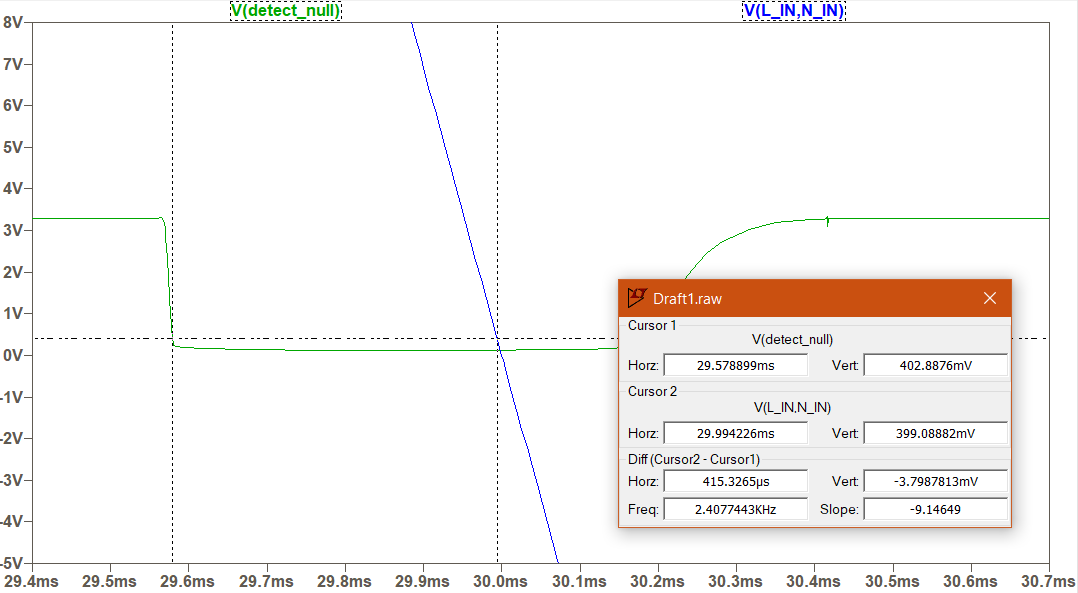 V(detect_null) V(L_IN,N_IN)
8V
7V
6V
5V
4V
3V
2V
1V
0V
-1V
-2V
-3V
-4V
-5V
29.4ms 29.5ms 29.6ms 29.7ms 29.8ms 29.9ms 30.0ms 30.1ms 30.2ms 30.3ms 30.4ms 30.5ms 30.6ms 30.7ms
Draft1.raw
Cursor 1
V(detect_null)
Horz: 29.578899ms Vert: 402.8876mV
Cursor 2
V(L_IN,N_IN)
Horz: 29.994226ms Vert: 399.08882mV
Diff (Cursor2 - Cursor1)
Horz: 415.3265µs Vert: -3.7987813mV
Freq: 2.4077443KHz Slope: -9.14649